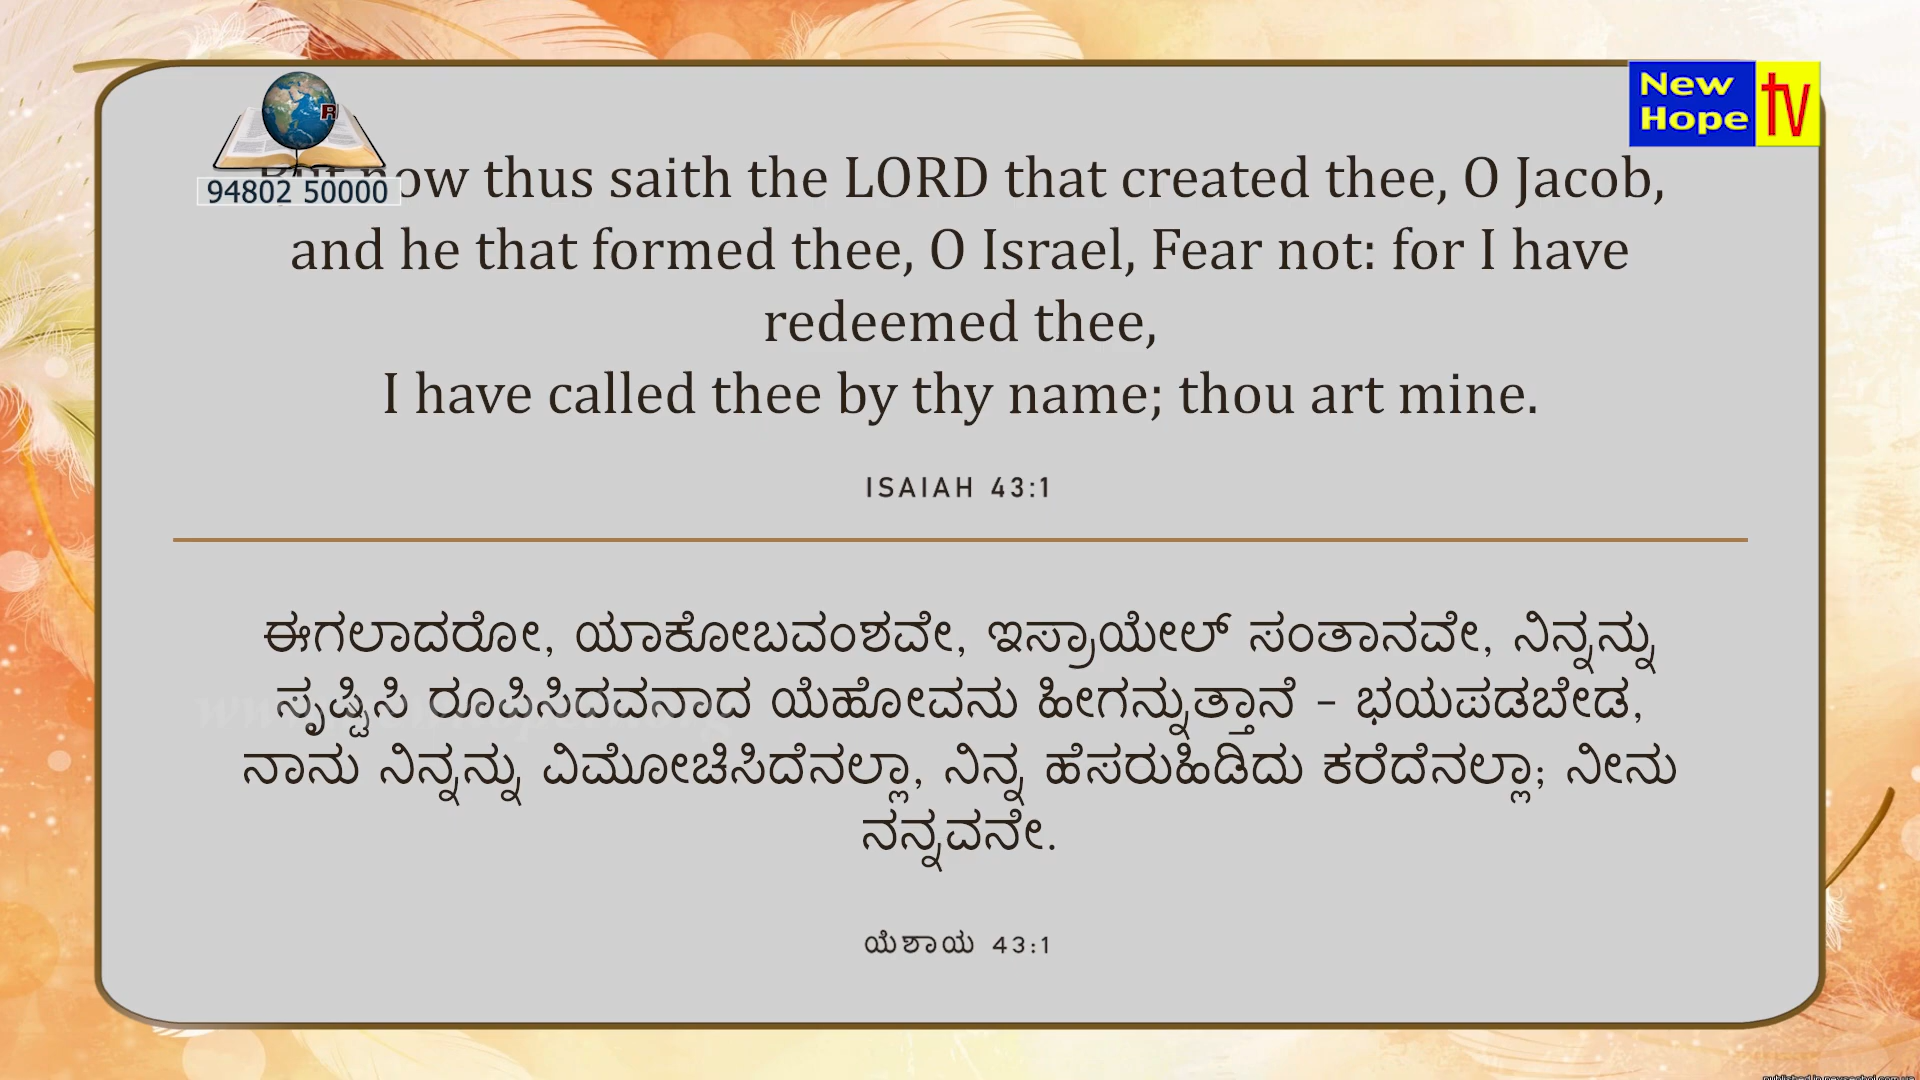 New
Hope
tv
R
94802 50000
But now thus saith the LORD that created thee, O Jacob,
and he that formed thee, O Israel, Fear not: for I have
redeemed thee,
I have called thee by thy name; thou art mine.
ISAIAH 43:1
ಈಗಲಾದರೋ, ಯಾಕೋಬವಂಶವೇ, ಇಸ್ರಾಯೇಲ್ ಸಂತಾನವೇ, ನಿನ್ನನ್ನು
ಸೃಷ್ಟಿಸಿ ರೂಪಿಸಿದವನಾದ ಯೆಹೋವನು ಹೀಗನ್ನುತ್ತಾನೆ - ಭಯಪಡಬೇಡ,
ನಾನು ನಿನ್ನನ್ನು ವಿಮೋಚಿಸಿದೆನಲ್ಲಾ, ನಿನ್ನ ಹೆಸರುಹಿಡಿದು ಕರೆದೆನಲ್ಲಾ; ನೀನು
ನನ್ನವನೇ.
ಯೆಶಾಯ 43:1